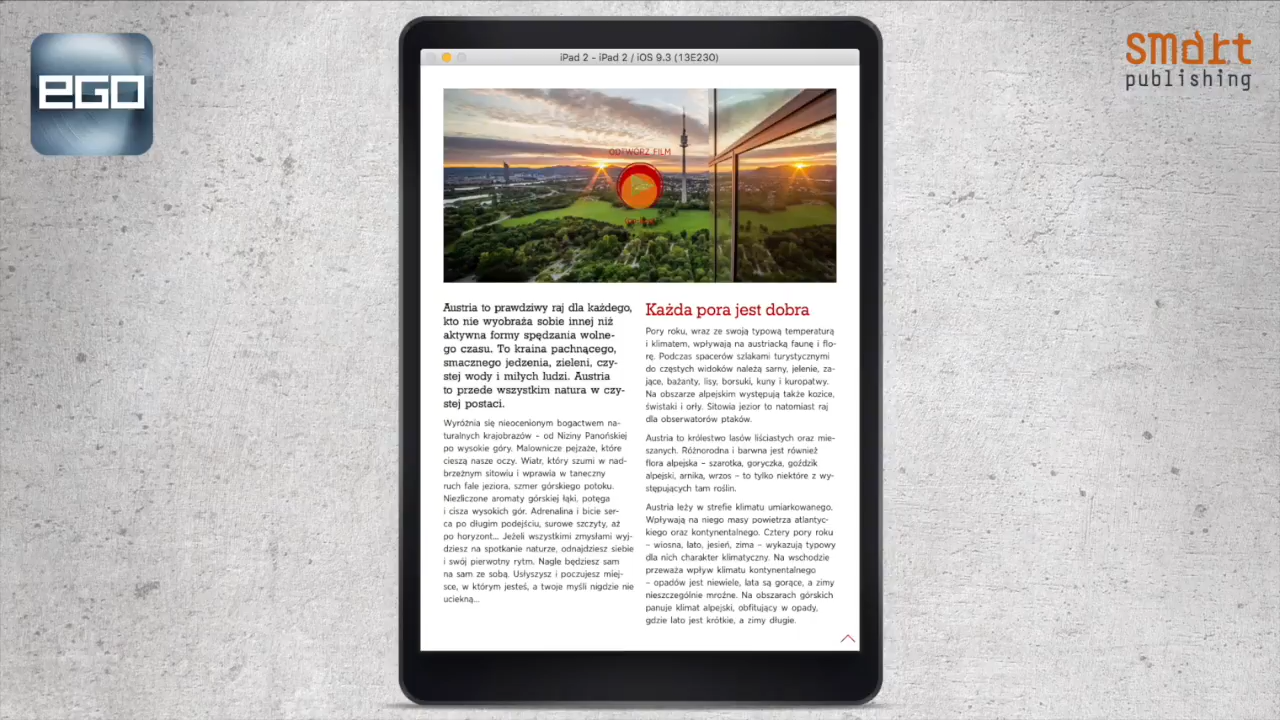 eGO
smart
publishing
iPad 2 - iPad 2 / iOS 9.3 (13E230)
ODTWÓRZ FILM
Austria to prawdziwy raj dla każdego,
kto nie wyobraża sobie innej niż
aktywna formy spędzania wolne-
go czasu. To kraina pachnącego,
smacznego jedzenia, zieleni, czy-
stej wody i miłych ludzi. Austria
to przede wszystkim natura w czy-
stej postaci.
Wyróżnia się nieocenionym bogactwem na-
turalnych krajobrazów – od Niziny Panońskiej
po wysokie góry. Malownicze pejzaże, które
cieszą nasze oczy. Wiatr, który szumi w nad-
brzeżnym sitowiu i wprawia w taneczny
ruch fale jeziora, szmer górskiego potoku.
Niezliczone aromaty górskiej łąki, potęga
i cisza wysokich gór. Adrenalina i bicie ser-
ca po długim podejściu, surowe szczyty, aż
po horyzont... Jeżeli wszystkimi zmysłami wyj-
dziesz na spotkanie naturze, odnajdziesz siebie
i swój pierwotny rytm. Nagle będziesz sam
na sam ze sobą. Usłyszysz i poczujesz miej-
sce, w którym jesteś, a twoje myśli nigdzie nie
uciekną...
Każda pora jest dobra
Pory roku, wraz ze swoją typową temperaturą
i klimatem, wpływają na austriacką faunę i flo-
rę. Podczas spacerów szlakami turystycznymi
do częstych widoków należą sarny, jelenie, za-
jące, bażanty, lisy, borsuki, kuny i kuropatwy.
Na obszarze alpejskim występują także kozice,
świstaki i orły. Sitowia jezior to natomiast raj
dla obserwatorów ptaków.
Austria to królestwo lasów liściastych oraz mie-
szanych. Różnorodna i barwna jest również
flora alpejska – szarotka, goryczka, goździk
alpejski, arnika, wrzos – to tylko niektóre z wy-
stępujących tam roślin.
Austria leży w strefie klimatu umiarkowanego.
Wpływają na niego masy powietrza atlantyc-
kiego oraz kontynentalnego. Cztery pory roku
– wiosna, lato, jesień, zima – wykazują typowy
dla nich charakter klimatyczny. Na wschodzie
przeważa wpływ klimatu kontynentalnego
– opadów jest niewiele, lata są gorące, a zimy
nieszczególnie mroźne. Na obszarach górskich
panuje klimat alpejski, obfitujący w opady,
gdzie lato jest krótkie, a zimy długie.